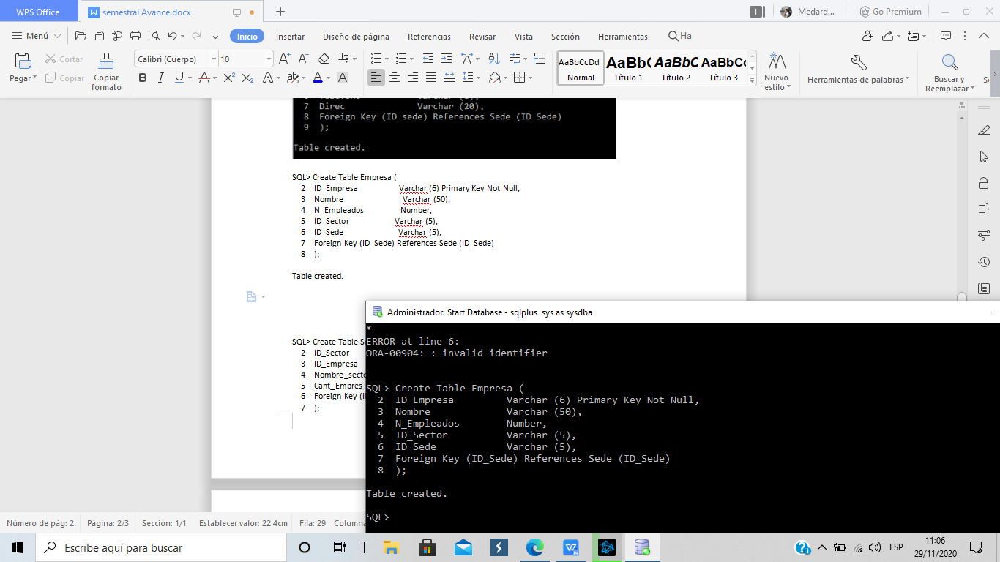 WPS Office
semestral Avance.docx
1
Medard...
Go Premium
Menú
Inicio
Insertar
Diseño de página
Referencias
Revisar
Vista
Sección
Herramientas
Ha
Pegar
Cortar
Copiar
Copiar
formato
Calibri (Cuerpo)
10
AaBbCcDd
Normal
AaBb(
Título 1
AaBbC
Título 2
AaBbC
Título 3
Nuevo
estilo
Herramientas de palabras
Buscar y
Reemplazar
7 Direc Varchar (20),
8 Foreign Key (ID_sede) References Sede (ID_Sede)
9 );
Table created.
SQL> Create Table Empresa (
2 ID_Empresa Varchar (6) Primary Key Not Null,
3 Nombre Varchar (50),
4 N_Empleados Number,
5 ID_Sector Varchar (5),
6 ID_Sede Varchar (5),
7 Foreign Key (ID_Sede) References Sede (ID_Sede)
8 );
Table created.
SQL> Create Table S
2 ID_Sector
3 ID_Empresa
4 Nombre_secto
5 Cant_Empres
6 Foreign Key (I
7 );
Administrador: Start Database - sqlplus sys as sysdba
*
ERROR at line 6:
ORA-00904: : invalid identifier
SQL> Create Table Empresa (
2 ID_Empresa Varchar (6) Primary Key Not Null,
3 Nombre Varchar (50),
4 N_Empleados Number,
5 ID_Sector Varchar (5),
6 ID_Sede Varchar (5),
7 Foreign Key (ID_Sede) References Sede (ID_Sede)
8 );
Table created.
SQL>
Número de pág: 2
Página: 2/3
Sección: 1/1
Establecer valor: 22.4cm
Fila: 29
Columna
Escribe aquí para buscar
ESP
11:06
29/11/2020